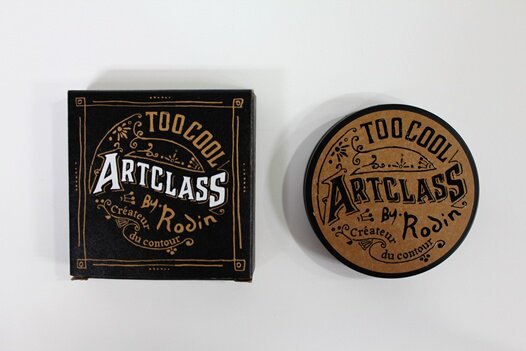 TOO COOL
ARTCLASS
By Rodin
Créateur
du contour
TOO COOL
ARTCLASS
By Rodin
Créateur
du contour